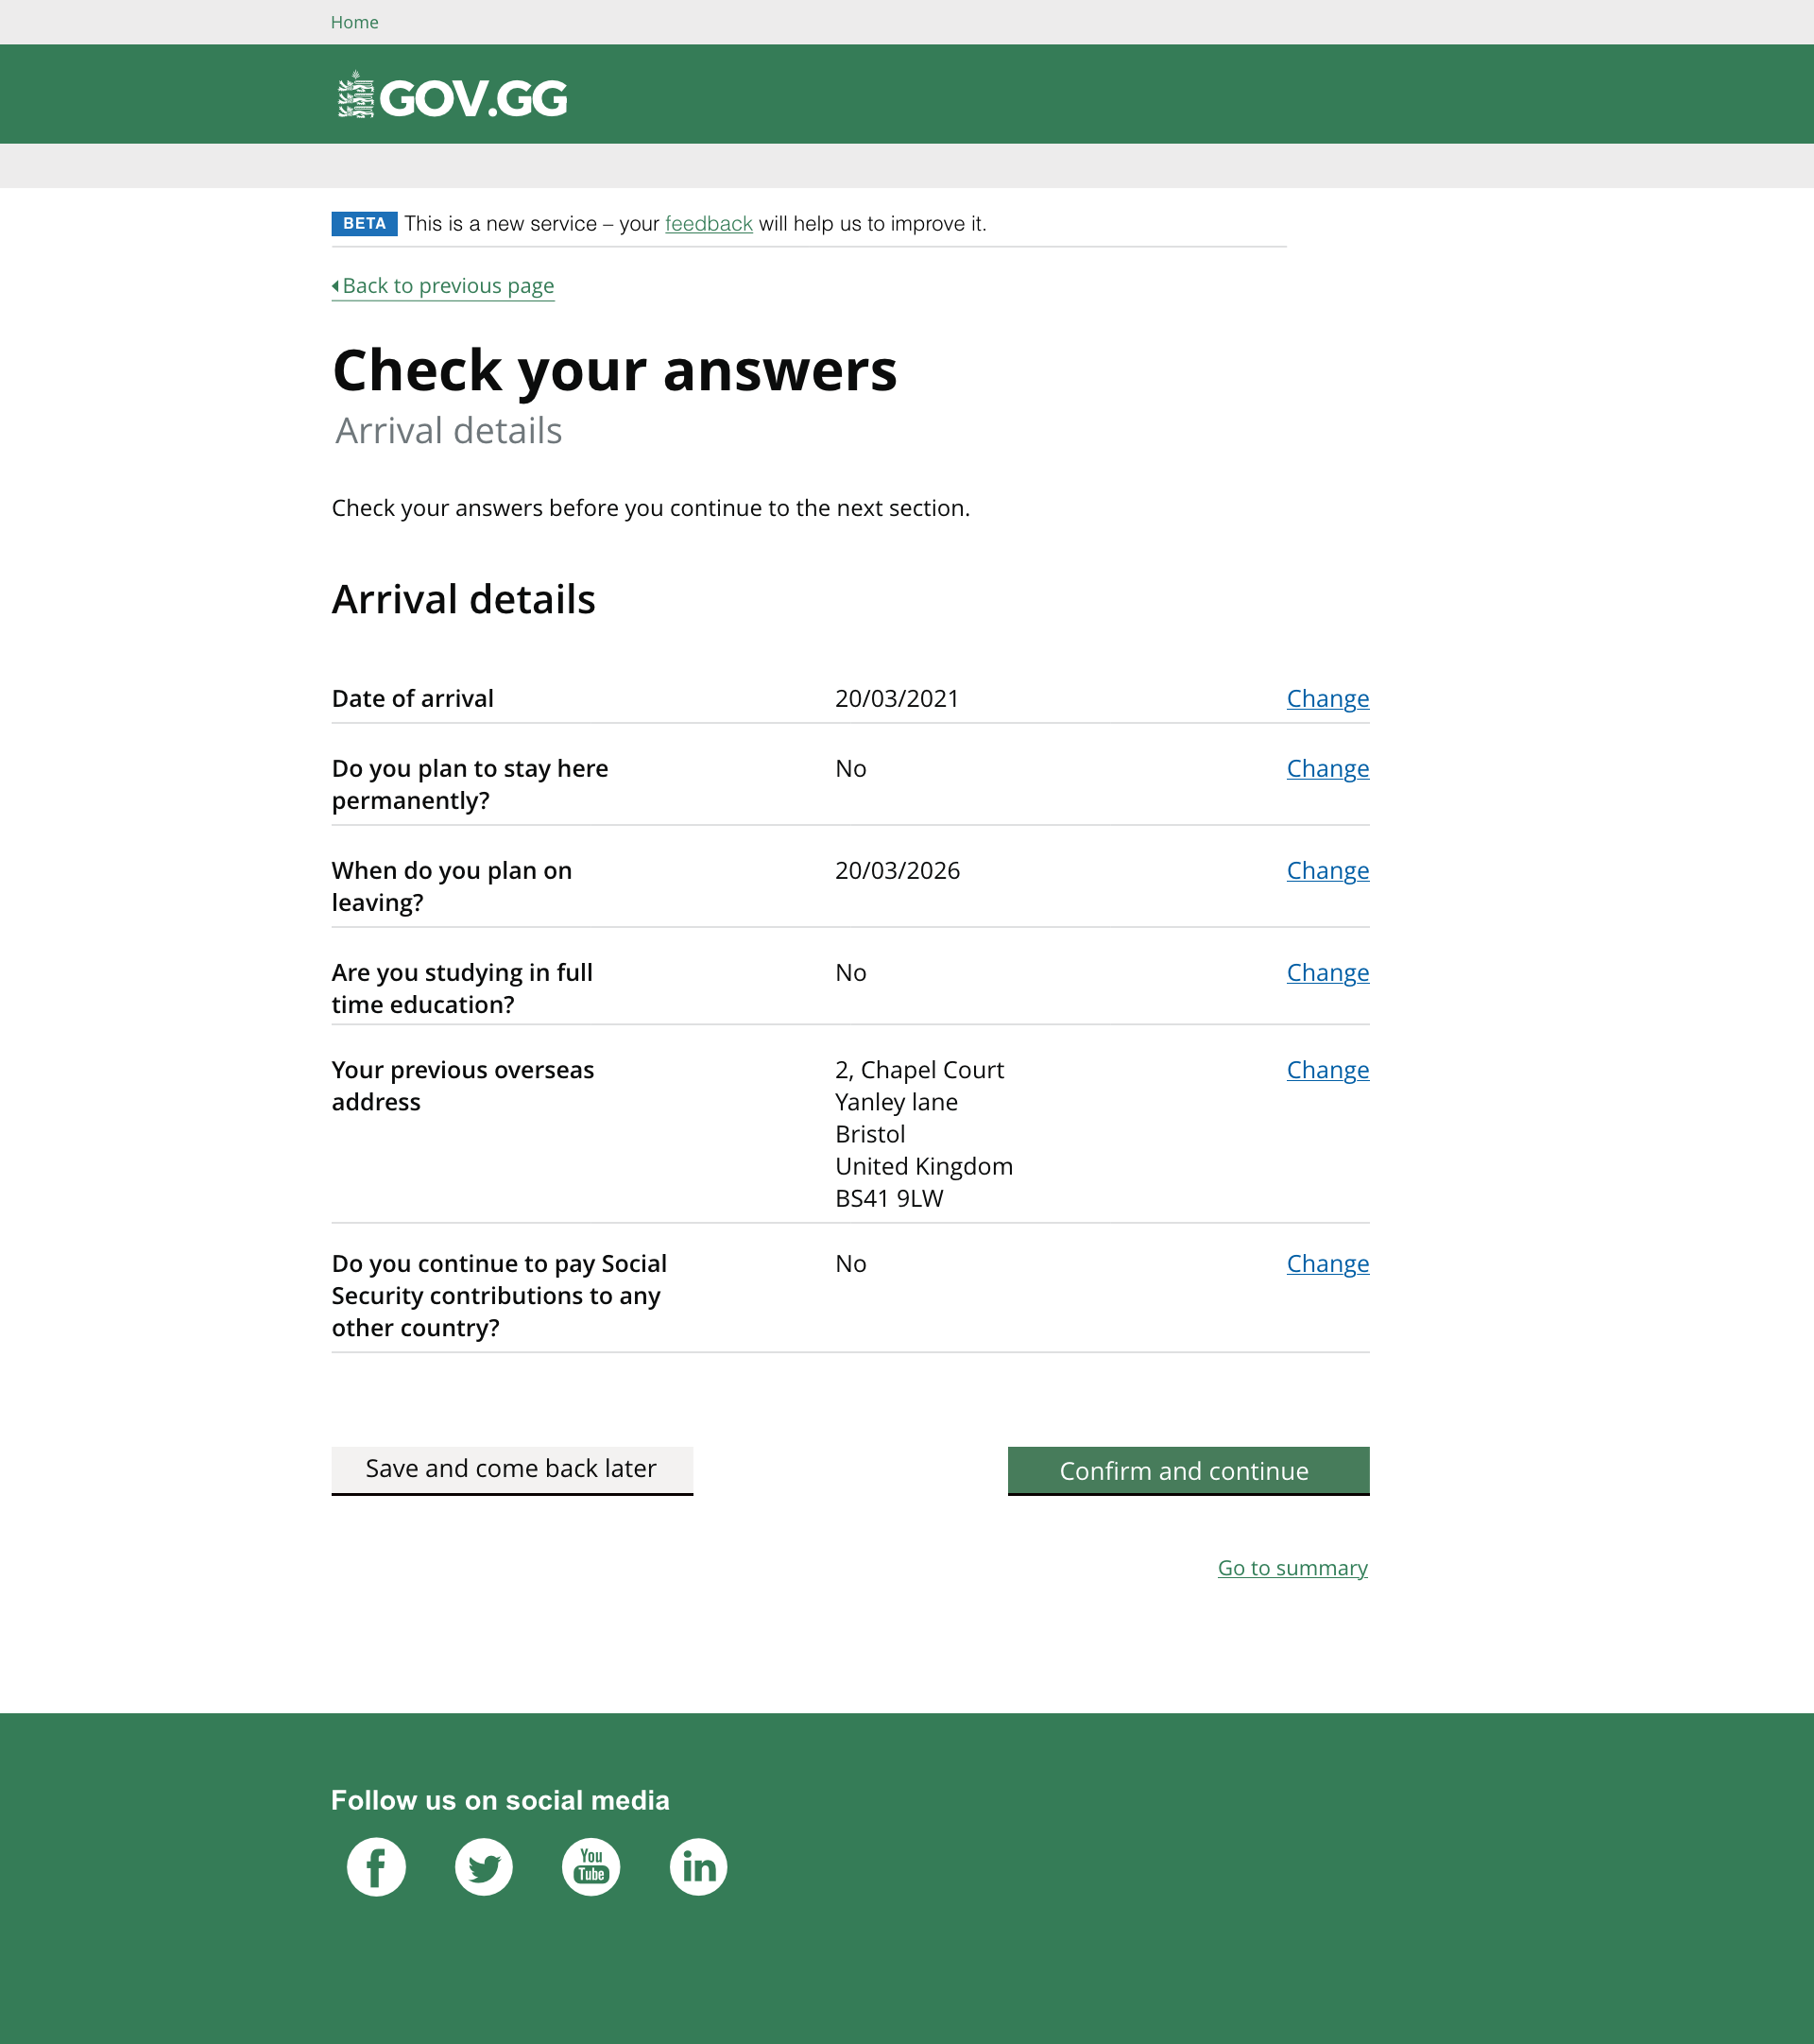 Home
GOV.GG
BETA This is a new service – your feedback will help us to improve it.
Back to previous page
Check your answers
Arrival details
Check your answers before you continue to the next section.
Arrival details
Date of arrival 20/03/2021 Change
Do you plan to stay here No Change
permanently?
When do you plan on 20/03/2026 Change
leaving?
Are you studying in full No Change
time education?
Your previous overseas 2, Chapel Court Change
address Yanley lane
Bristol
United Kingdom
BS41 9LW
Do you continue to pay Social No Change
Security contributions to any
other country?
Save and come back later Confirm and continue
Go to summary
Follow us on social media
f You in
Tube